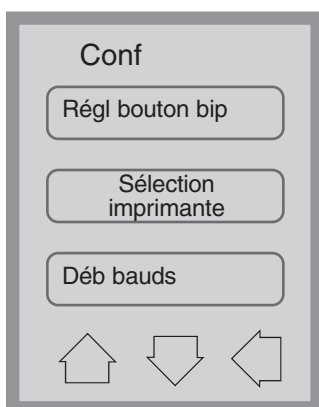 Conf
Régl bouton bip
Sélection
imprimante
Déb bauds